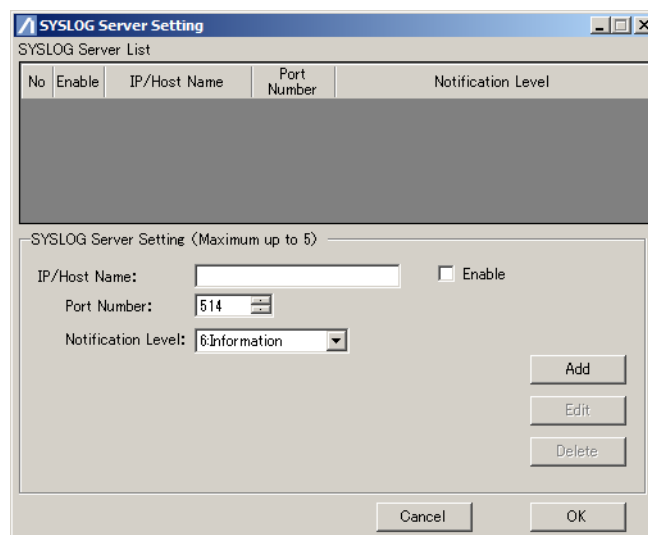 SYSLOG Server Setting
SYSLOG Server List
No Enable IP/Host Name Port Number Notification Level
SYSLOG Server Setting (Maximum up to 5)
IP/Host Name: Enable
Port Number: 514
Notification Level: 6:Information
Add
Edit
Delete
Cancel OK